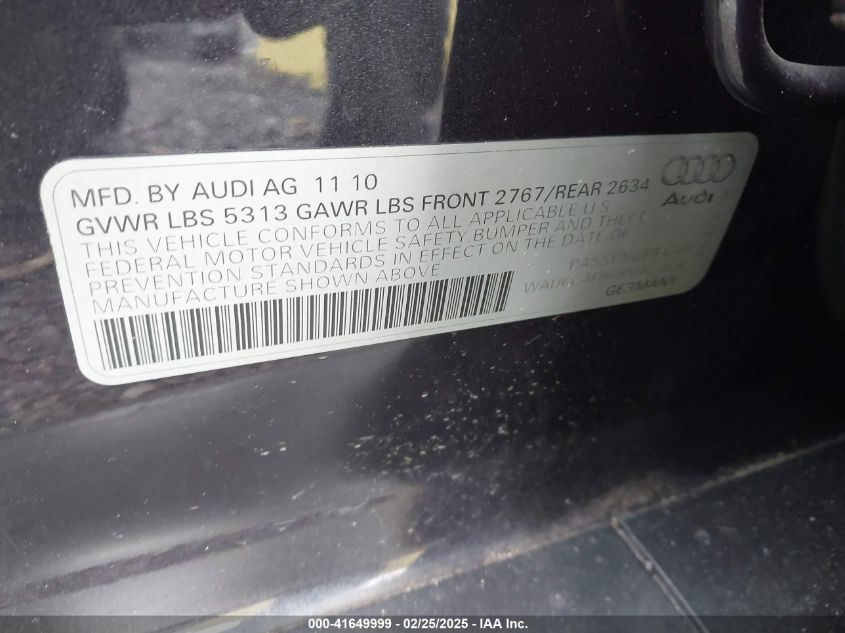 MFD. BY AUDI AG 11 10
GVWR LBS 5313 GAWR LBS FRONT 2767/REAR 2634
THIS VEHICLE CONFORMS TO ALL APPLICABLE U S
FEDERAL MOTOR VEHICLE SAFETY BUMPER AND THEFT
PREVENTION STANDARDS IN EFFECT ON THE DATE OF
MANUFACTURE SHOWN ABOVE
Audi
PASSENGER
GERMANY
000-41649999 - 02/25/2025 - IAA Inc.